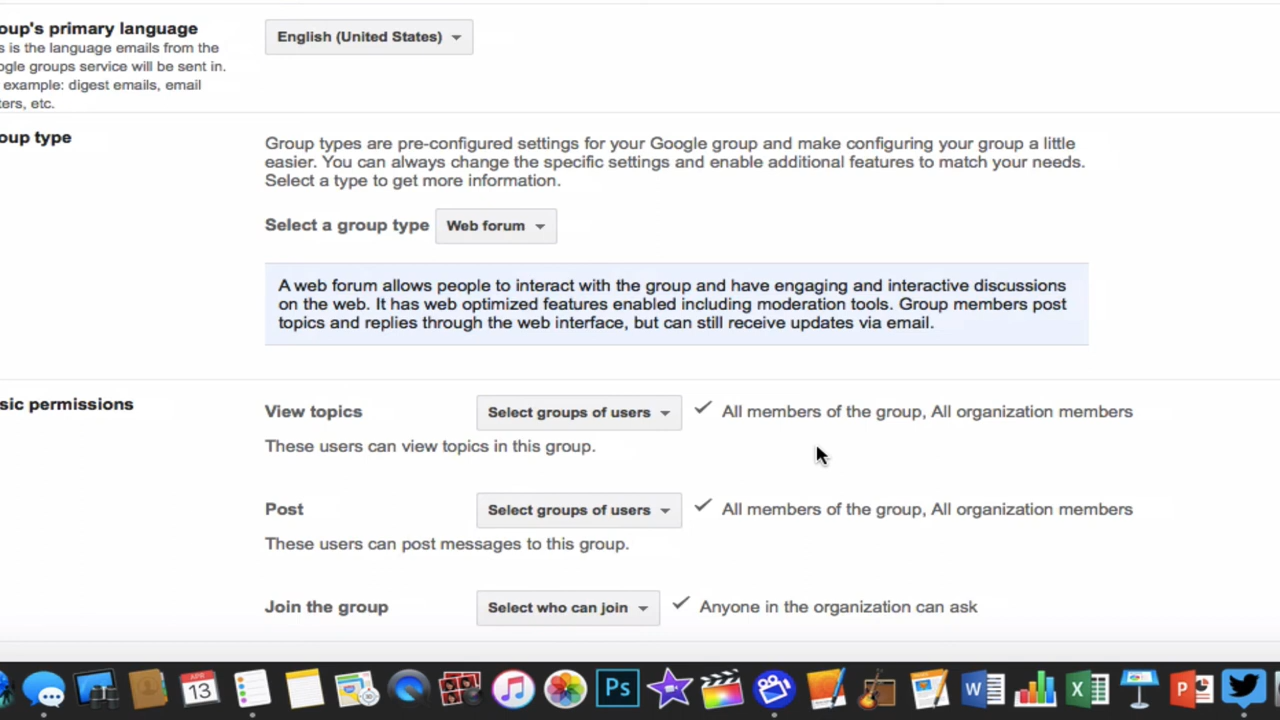 oup's primary language
English (United States)
s is the language emails from the
ogle groups service will be sent in.
example: digest emails, email
ters, etc.
oup type
Group types are pre-configured settings for your Google group and make configuring your group a little
easier. You can always change the specific settings and enable additional features to match your needs.
Select a type to get more information.
Select a group type Web forum
A web forum allows people to interact with the group and have engaging and interactive discussions
on the web. It has web optimized features enabled including moderation tools. Group members post
topics and replies through the web interface, but can still receive updates via email.
sic permissions
View topics Select groups of users All members of the group, All organization members
These users can view topics in this group.
Post Select groups of users All members of the group, All organization members
These users can post messages to this group.
Join the group Select who can join Anyone in the organization can ask
APR
13
Ps
W
X
P